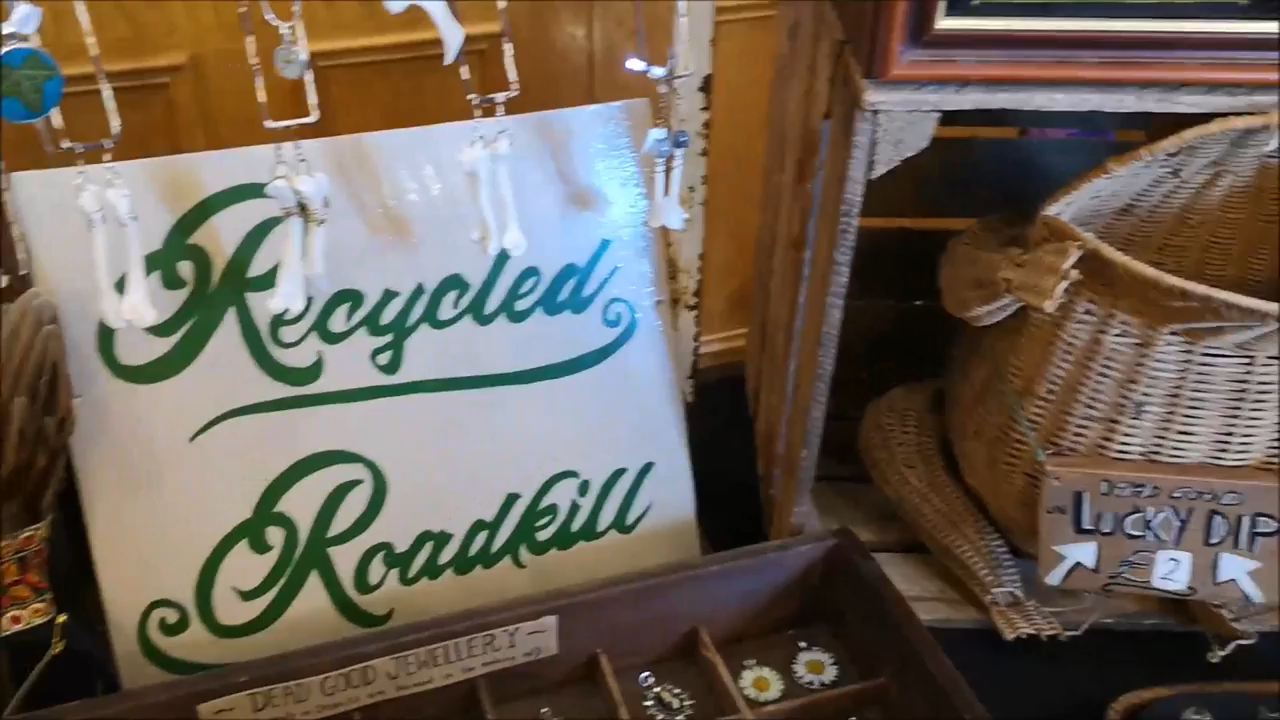 Recycled
Roadkill
~ DEAD GOOD JEWELLERY ~
LUCKY DIP
£2